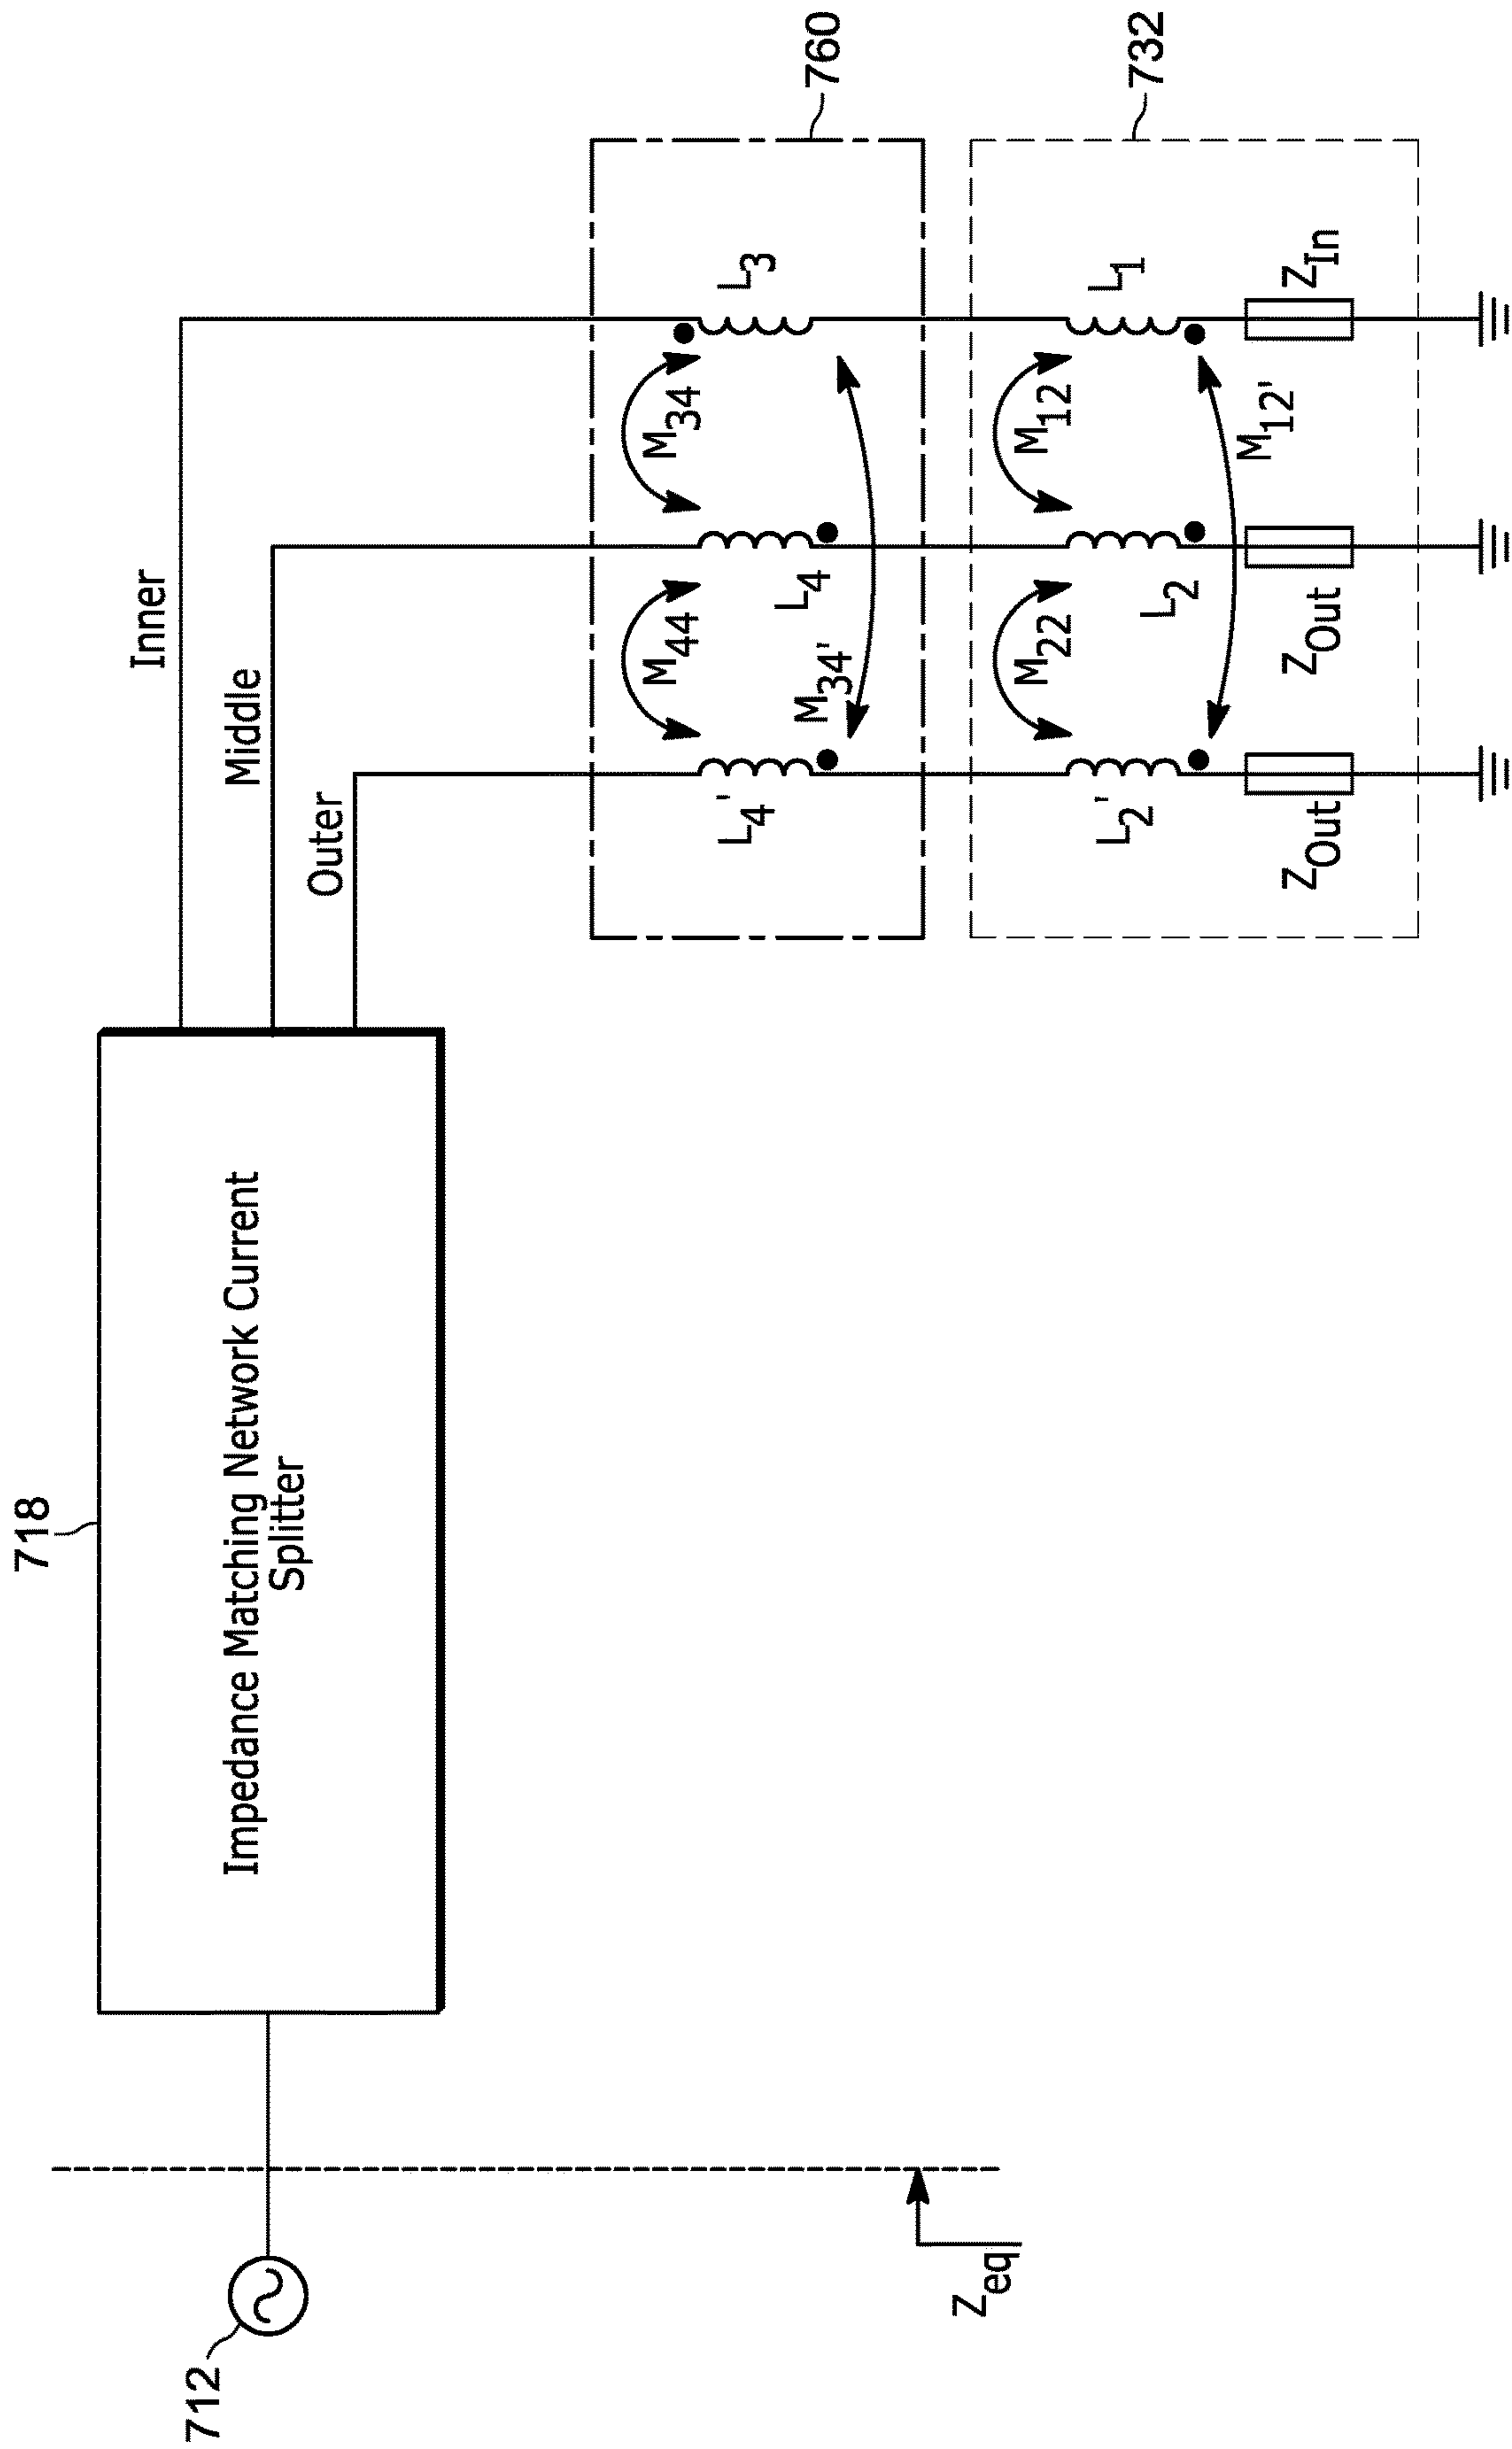 718
Impedance Matching Network Current
Splitter
712
Zeq
Inner
Middle
Outer
760
M44
M34
L4'
L4
L3
M34'
732
M22
M12
L2'
L2
L1
M12'
ZOut
ZOut
ZIn